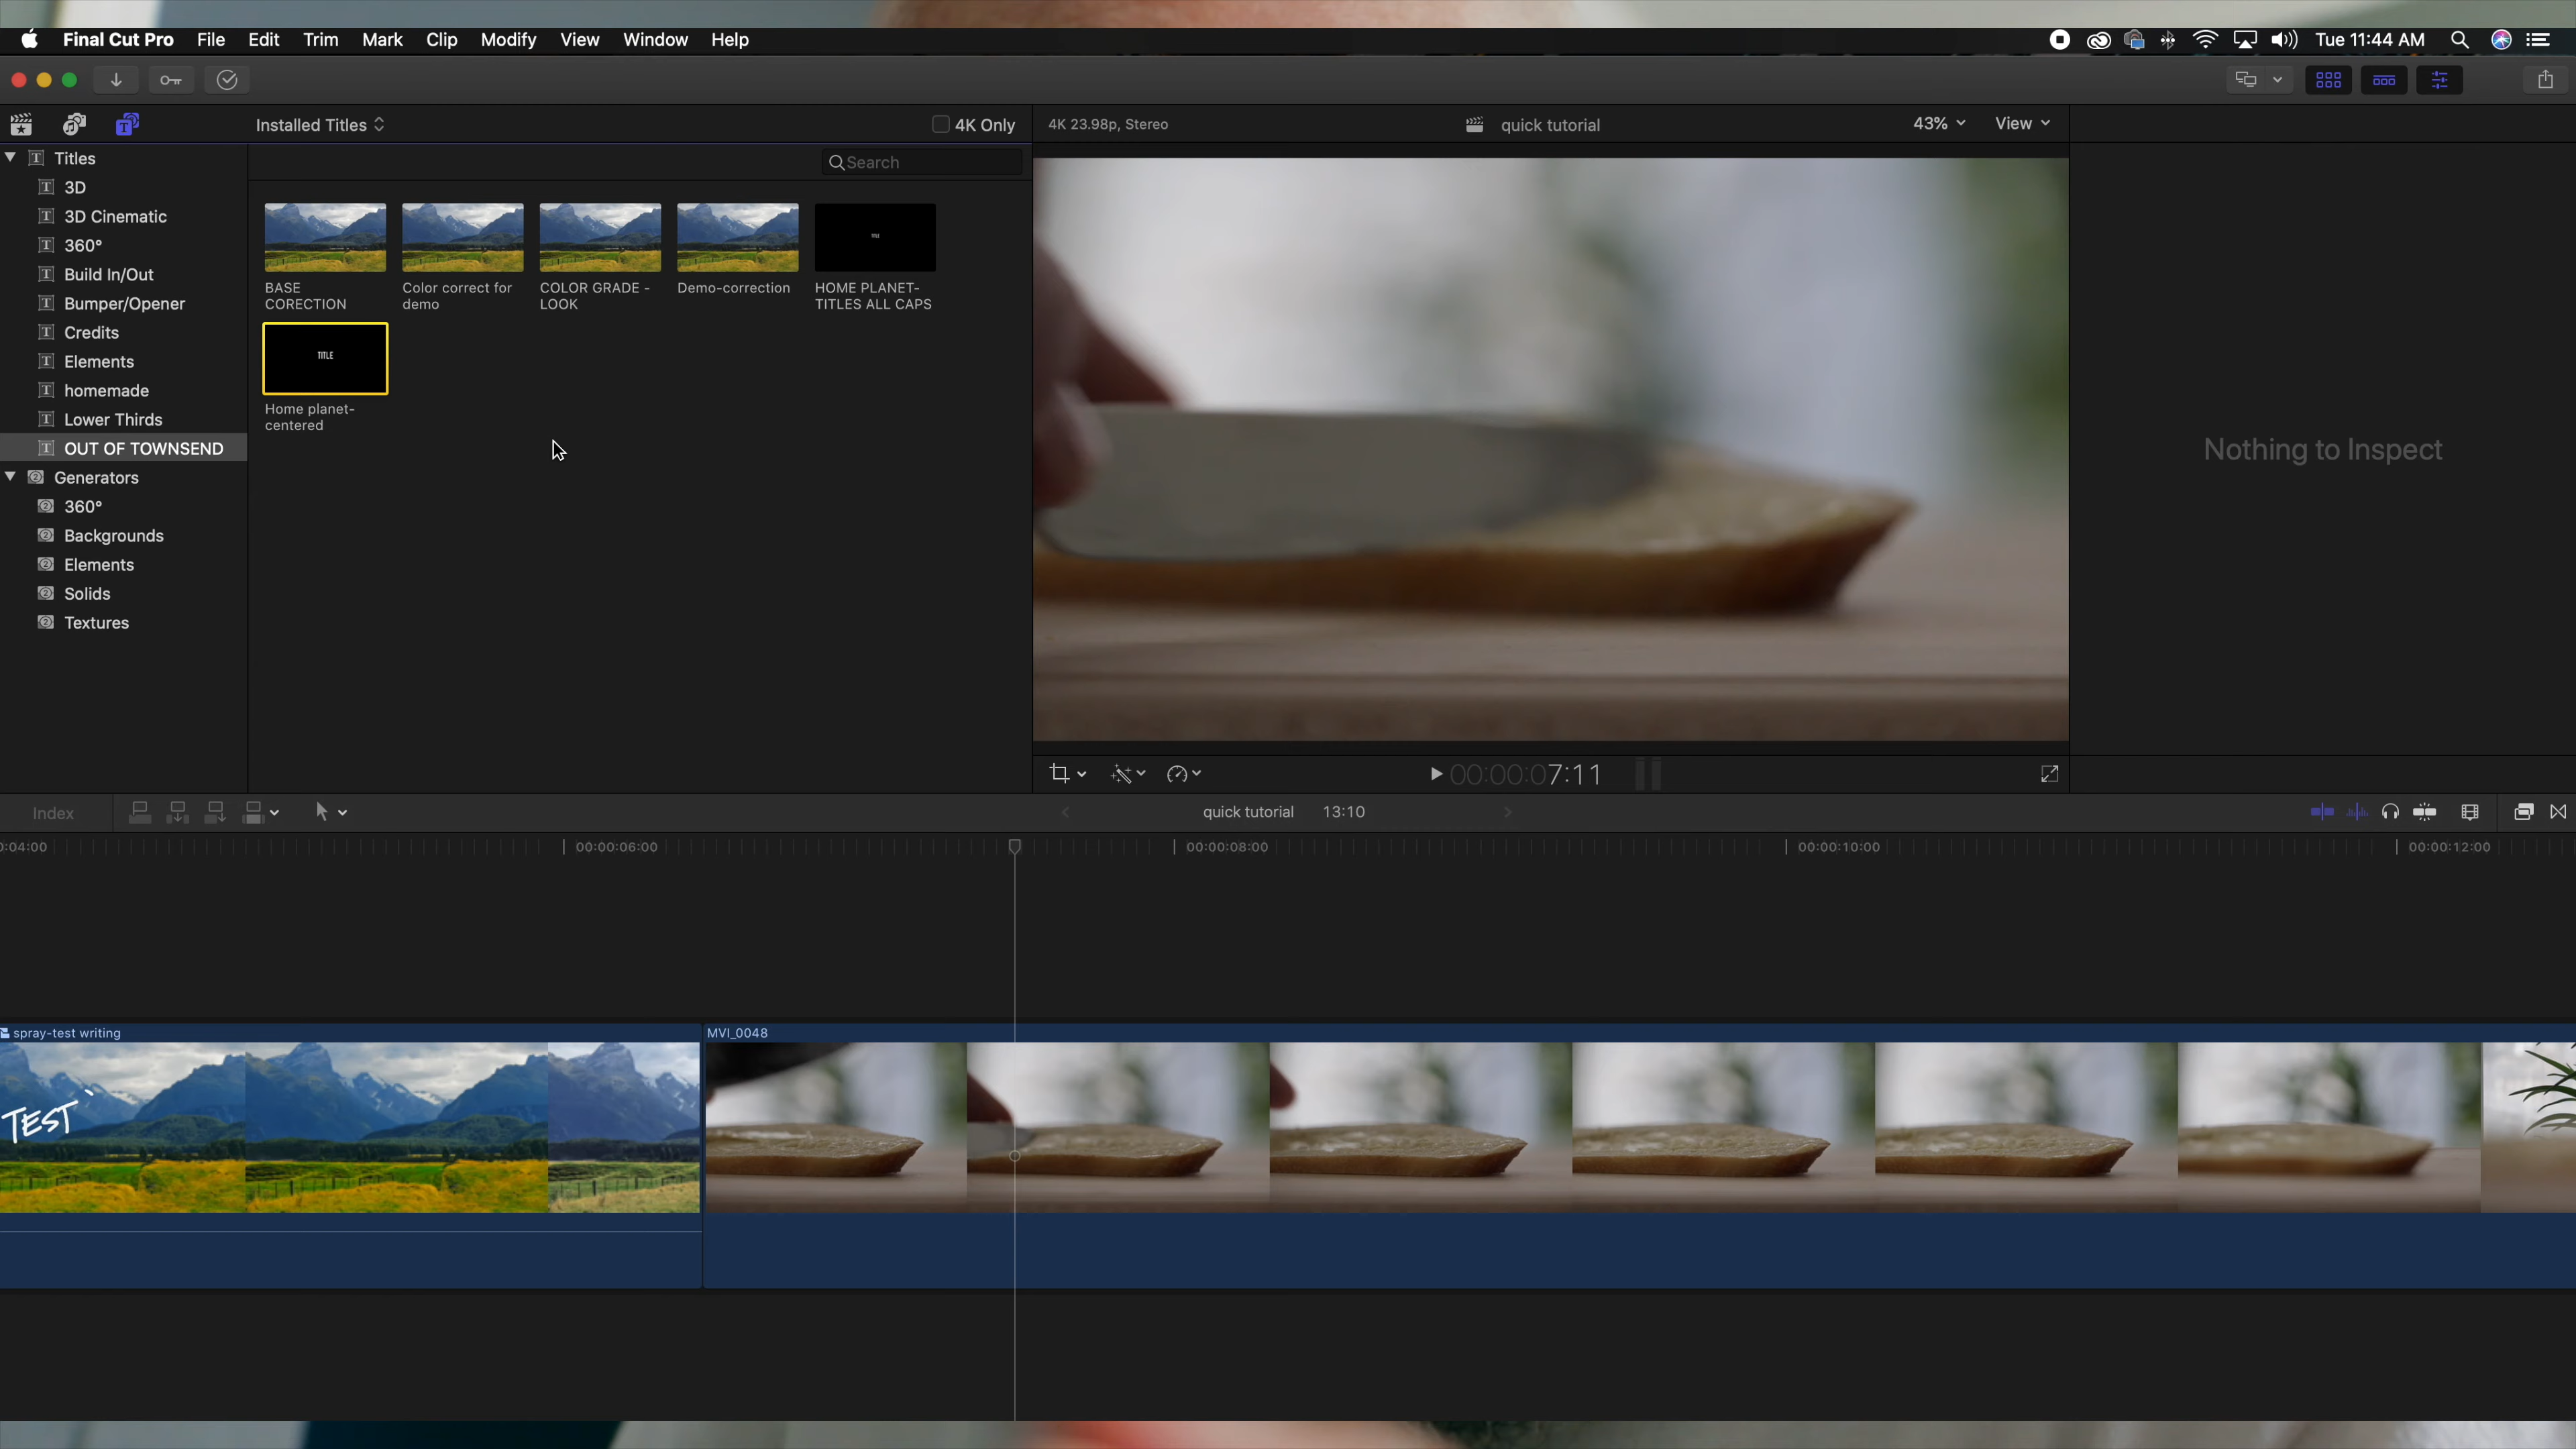 Final Cut Pro File Edit Trim Mark Clip Modify View Window Help Tue 11:44 AM
Installed Titles 4K Only 4K 23.98p, Stereo quick tutorial 43% View
Search
Titles
3D
3D Cinematic
360°
Build In/Out
Bumper/Opener
Credits
Elements
homemade
Lower Thirds
OUT OF TOWNSEND
Generators
360°
Backgrounds
Elements
Solids
Textures
BASE
CORECTION
Color correct for
demo
COLOR GRADE -
LOOK
Demo-correction
TITLE
HOME PLANET-
TITLES ALL CAPS
TITLE
Home planet-
centered
Nothing to Inspect
00:00:07:11
Index quick tutorial 13:10
0:04:00 00:00:06:00 00:00:08:00 00:00:10:00 00:00:12:00
spray-test writing MVI_0048
TEST